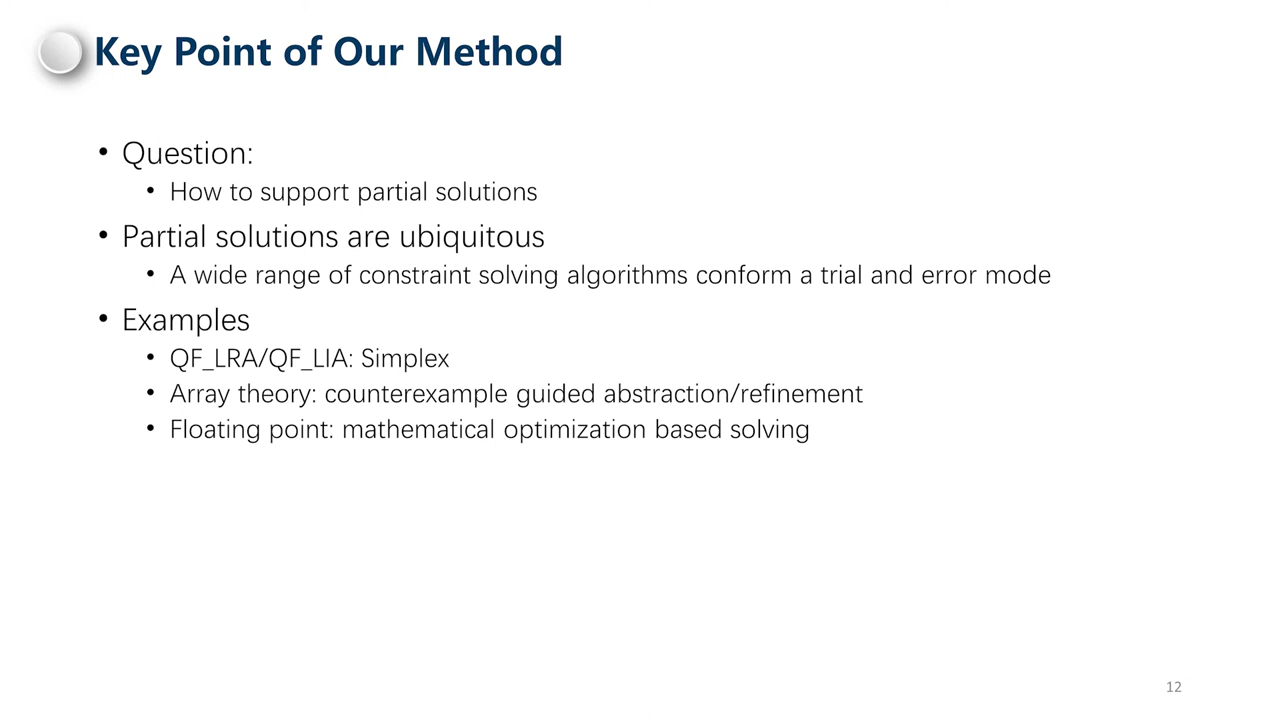 Key Point of Our Method
• Question:
• How to support partial solutions
• Partial solutions are ubiquitous
• A wide range of constraint solving algorithms conform a trial and error mode
• Examples
• QF_LRA/QF_LIA: Simplex
• Array theory: counterexample guided abstraction/refinement
• Floating point: mathematical optimization based solving
12